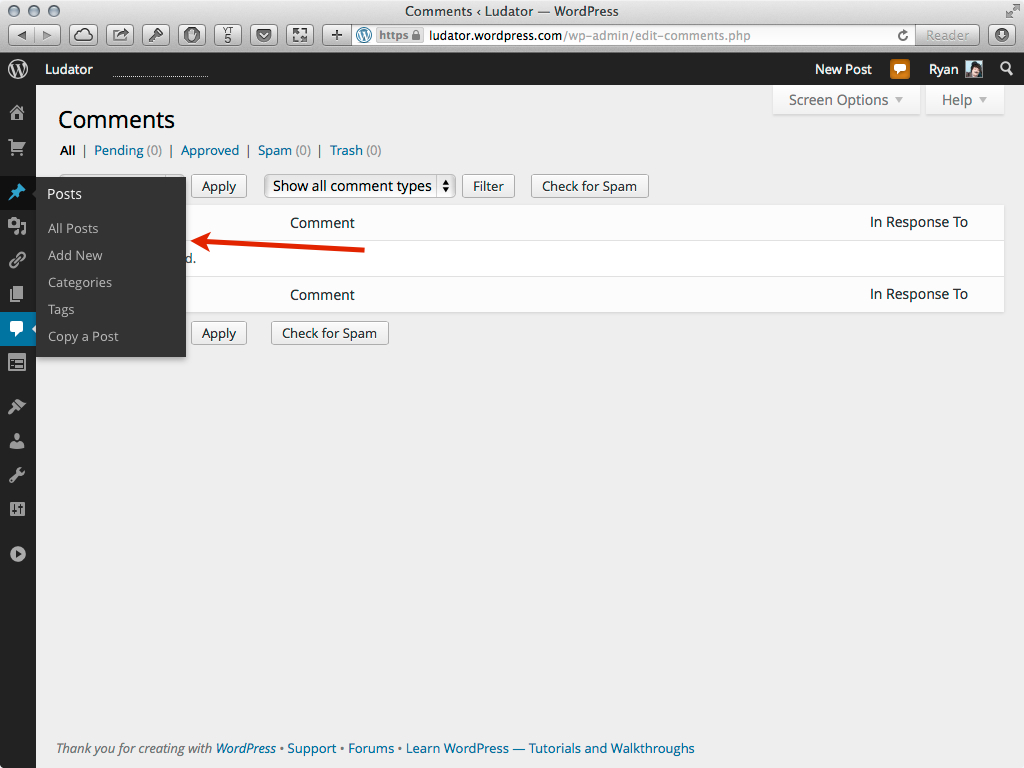 Comments ‹ Ludator — WordPress
YT 5
https ludator.wordpress.com/wp-admin/edit-comments.php Reader
Ludator New Post Ryan
Screen Options Help
Comments
All | Pending (0) | Approved | Spam (0) | Trash (0)
Apply Show all comment types Filter Check for Spam
Posts
All Posts
Add New
Categories
Tags
Copy a Post
Comment In Response To
d.
Comment In Response To
Apply Check for Spam
Thank you for creating with WordPress • Support • Forums • Learn WordPress — Tutorials and Walkthroughs